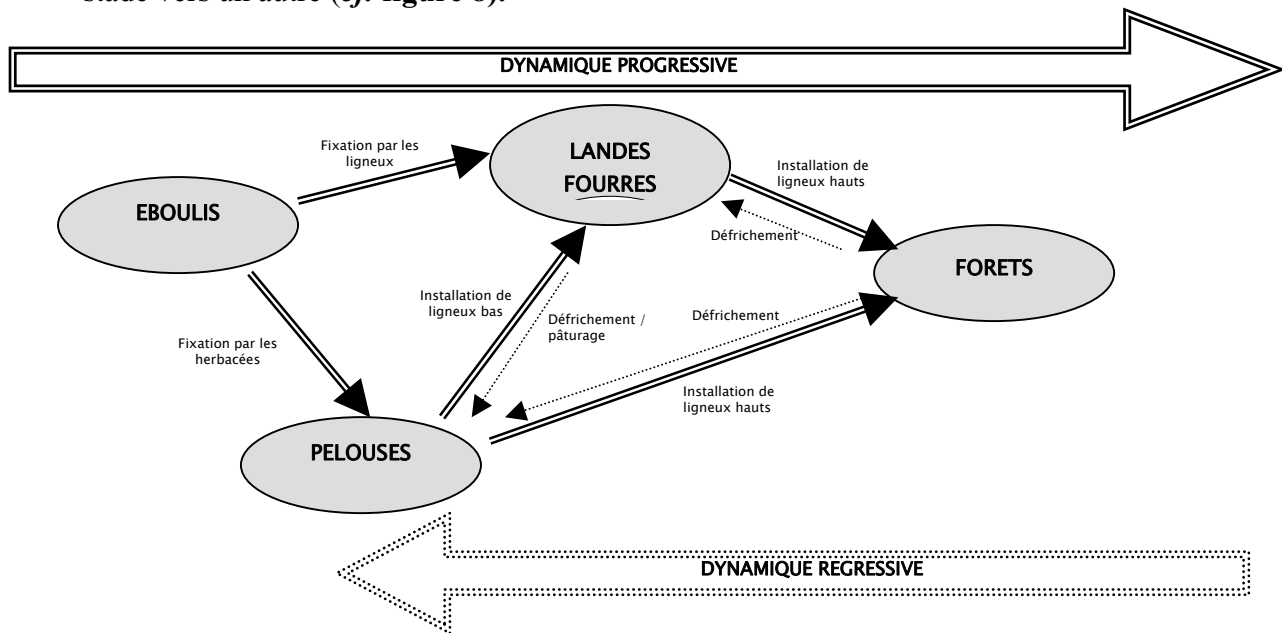 stade vers un autre (cf. figure 8).
DYNAMIQUE PROGRESSIVE
Fixation par les
ligneux
LANDES
FOURRES
Installation de
ligneux hauts
EBOULIS
Défrichement
FORETS
Installation de
ligneux bas
Défrichement /
pâturage
Défrichement
Fixation par les
herbacées
Installation de
ligneux hauts
PELOUSES
DYNAMIQUE REGRESSIVE